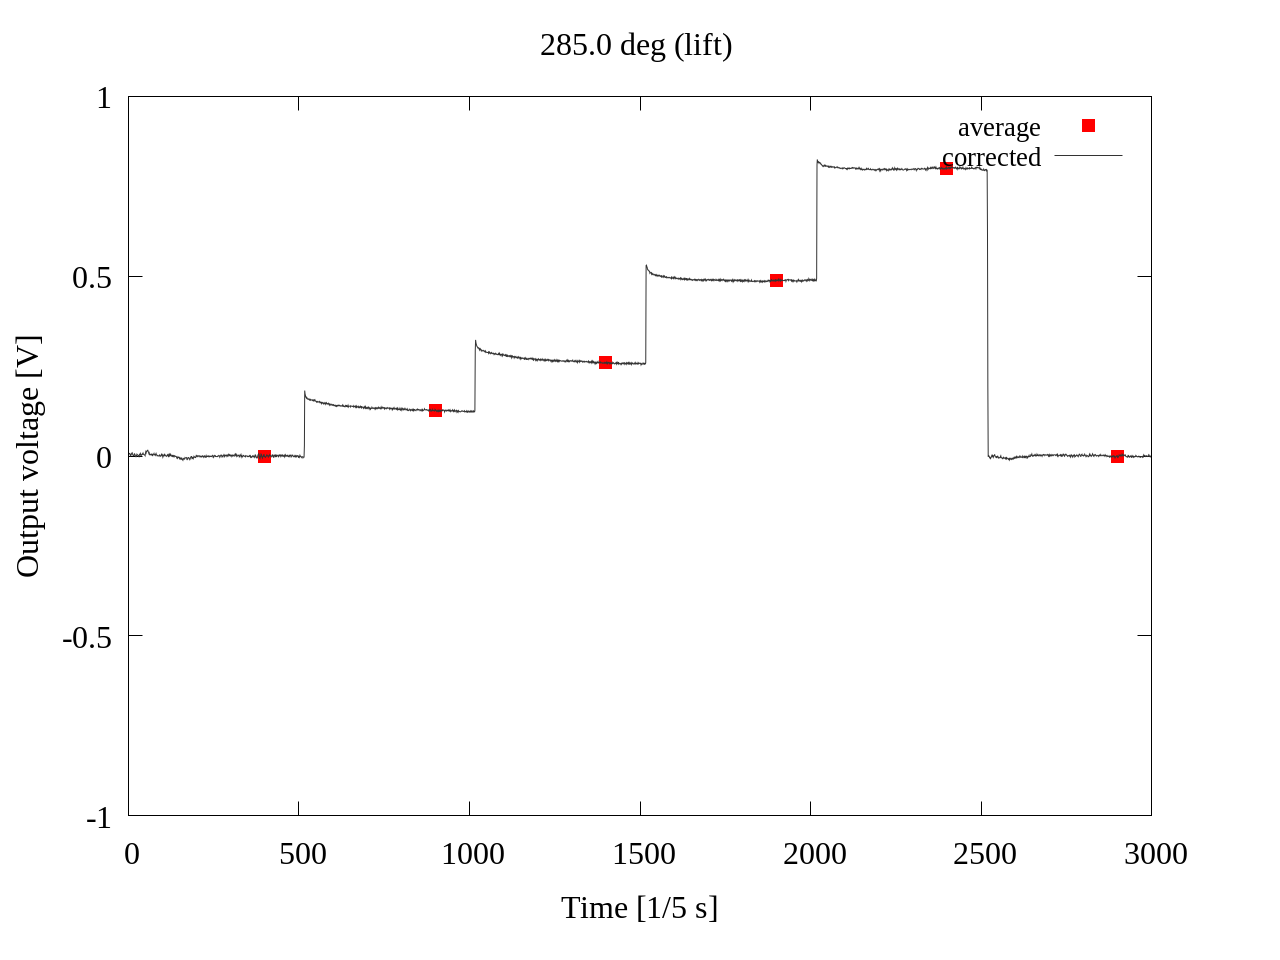 285.0 deg (lift)
1
average
corrected
0.5
0
-0.5
-1
Output voltage [V]
0 500 1000 1500 2000 2500 3000
Time [1/5 s]